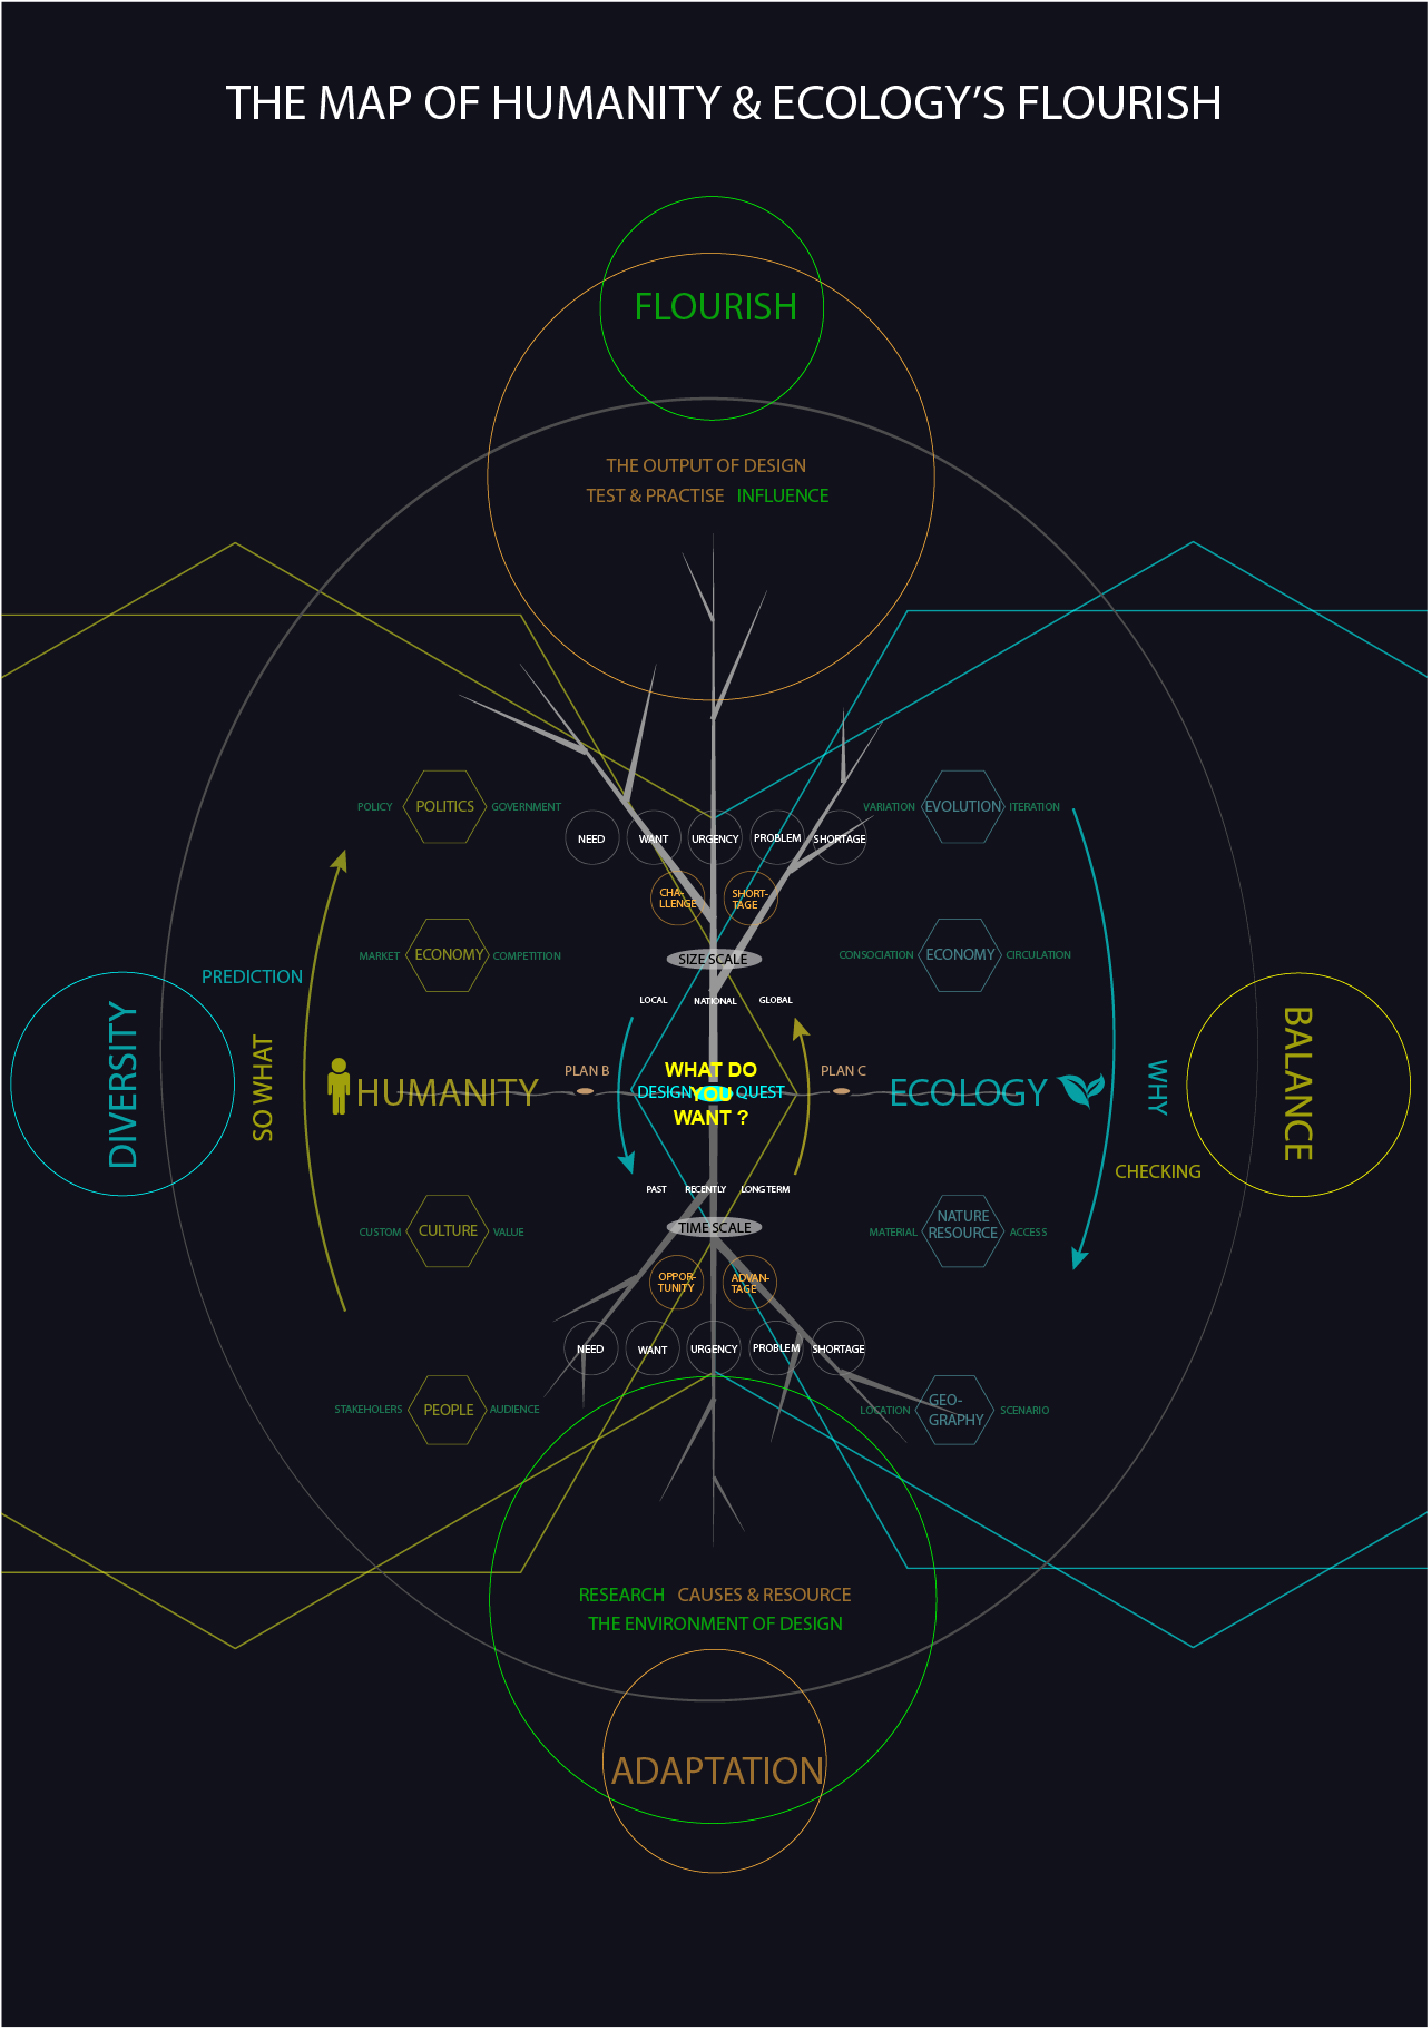 THE MAP OF HUMANITY & ECOLOGY'S FLOURISH
FLOURISH
THE OUTPUT OF DESIGN
TEST & PRACTISE INFLUENCE
POLICY POLITICS GOVERNMENT
VARIATION EVOLUTION ITERATION
NEED WANT URGENCY PROBLEM SHORTAGE
CHA-
LLENGE
SHORT-
TAGE
MARKET ECONOMY COMPETITION
SIZE SCALE
CONSOCIATION ECONOMY CIRCULATION
PREDICTION
LOCAL NATIONAL GLOBAL
DIVERSITY
SO WHAT
HUMANITY
PLAN B
WHAT DO
DESIGN YOU QUEST
WANT ?
PLAN C
ECOLOGY
WHY
BALANCE
CHECKING
PAST RECENTLY LONGTERM
TIME SCALE
CUSTOM CULTURE VALUE
MATERIAL NATURE
RESOURCE ACCESS
OPPOR-
TUNITY
ADVAN-
TAGE
NEED WANT URGENCY PROBLEM SHORTAGE
STAKEHOLERS PEOPLE AUDIENCE
LOCATION GEO-
GRAPHY SCENARIO
RESEARCH CAUSES & RESOURCE
THE ENVIRONMENT OF DESIGN
ADAPTATION